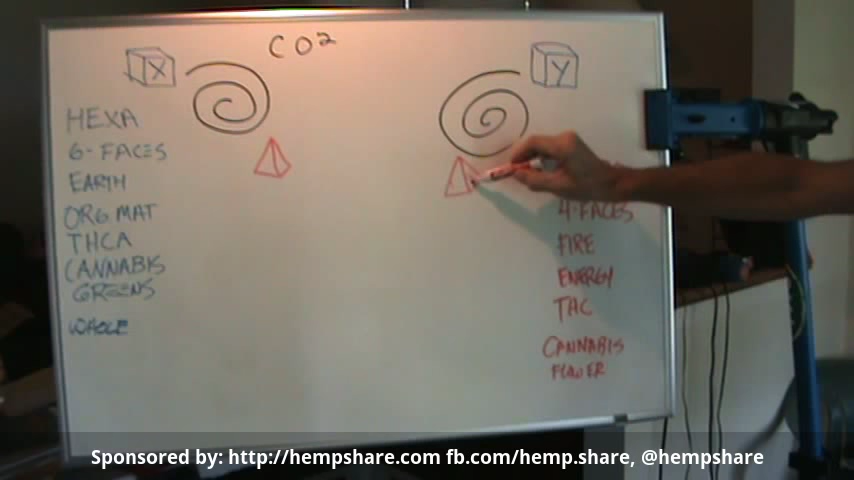 CO²
X
Y
HEXA
6-FACES
EARTH
ORG MAT
THCA
CANNABIS
GREENS
WHOLE
4-FACES
FIRE
ENERGY
THC
CANNABIS
FLOWER
Sponsored by: http://hempshare.com fb.com/hemp.share, @hempshare